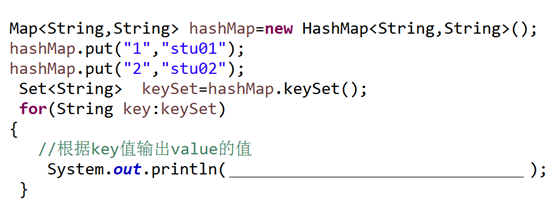 Map<String,String> hashMap=new HashMap<String,String>();
hashMap.put("1","stu01");
hashMap.put("2","stu02");
Set<String> keySet=hashMap.keySet();
for(String key:keySet)
{
//根据key值输出value的值
System.out.println(______________________________);
}